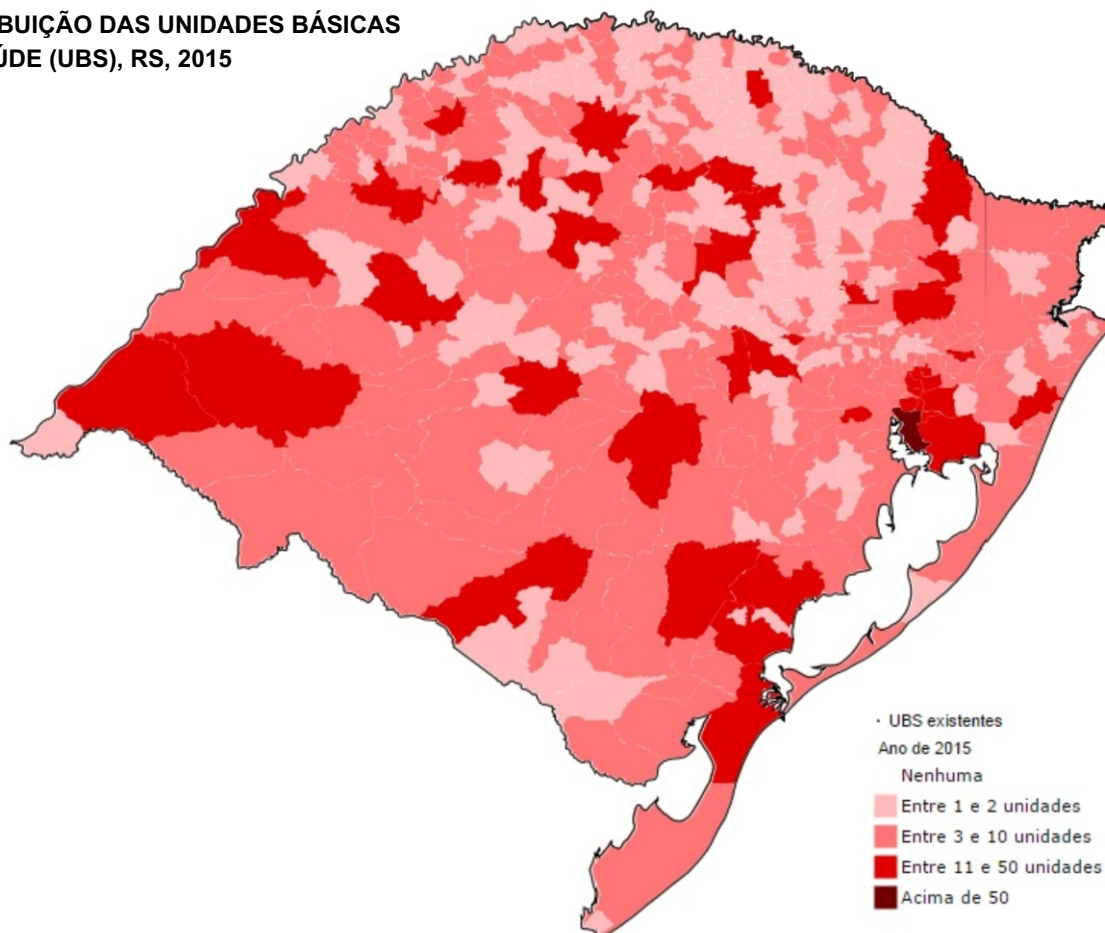 BUIÇÃO DAS UNIDADES BÁSICAS
ÚDE (UBS), RS, 2015
· UBS existentes
Ano de 2015
Nenhuma
Entre 1 e 2 unidades
Entre 3 e 10 unidades
Entre 11 e 50 unidades
Acima de 50